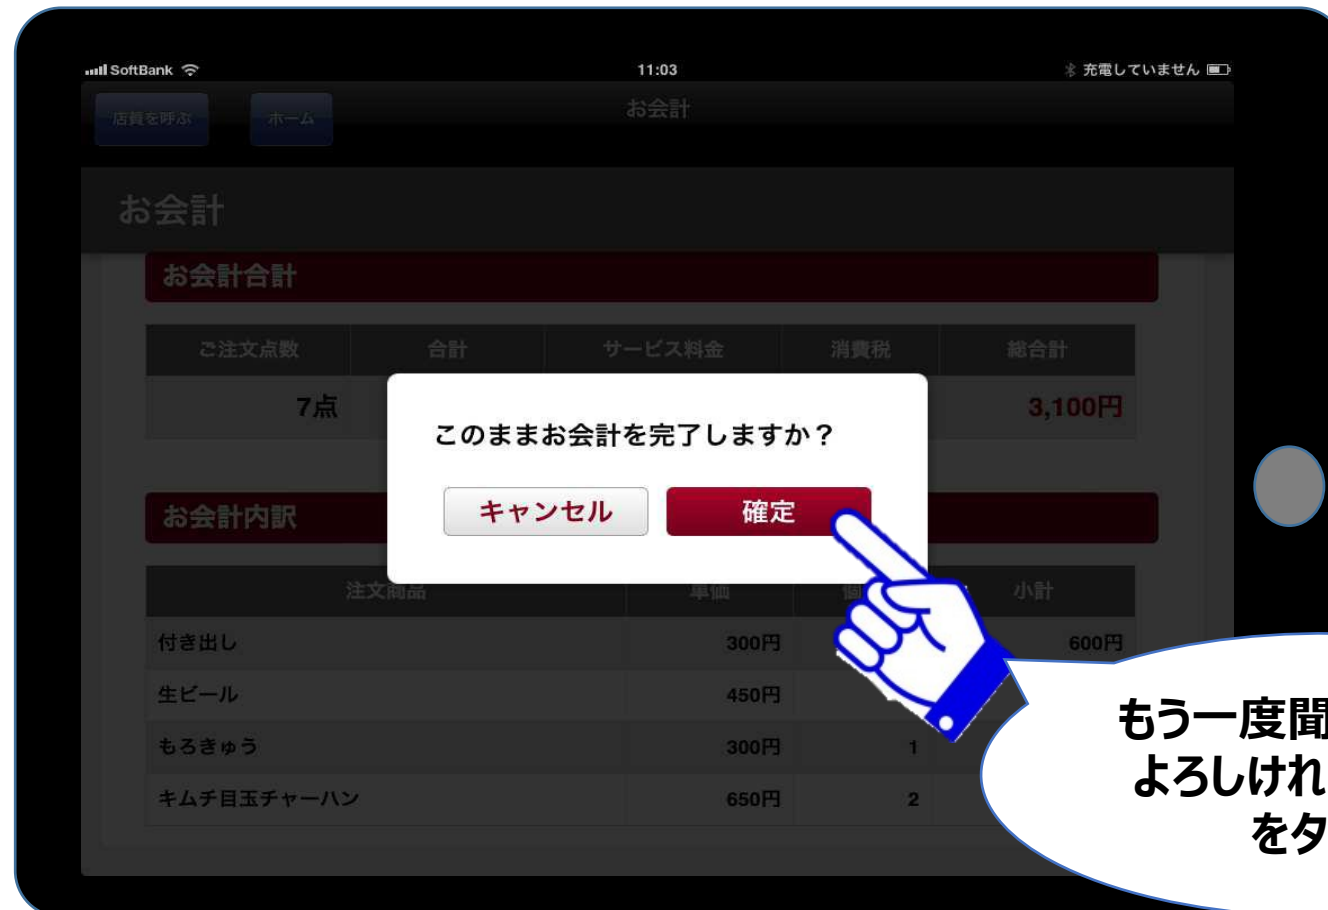 SoftBank 11:03 充電していません
店員を呼ぶ ホーム お会計
お会計
お会計合計
ご注文点数 合計 サービス料金 消費税 総合計
7点 3,100円
このままお会計を完了しますか？
キャンセル 確定
お会計内訳
注文商品 単価 個 小計
付き出し 300円 600円
生ビール 450円
もろきゅう 300円 1
キムチ目玉チャーハン 650円 2
もう一度聞
よろしけれ
をタ